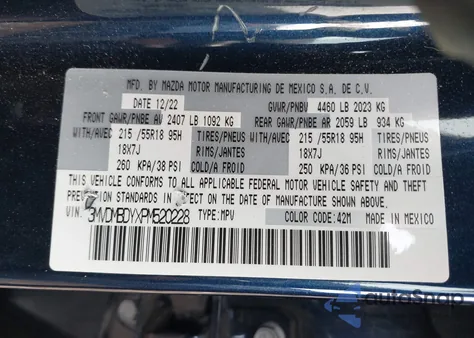 MFD. BY MAZDA MOTOR MANUFACTURING DE MEXICO S.A. DE C.V.
DATE 12/22 GVWR/PNBV 4460 LB 2023 KG
FRONT GAWR/PNBE AV 2407 LB 1092 KG REAR GAWR/PNBE AR 2059 LB 934 KG
WITH/AVEC 215 /55R18 95H TIRES/PNEUS WITH/AVEC 215 /55R18 95H TIRES/PNEUS
18X7J RIMS/JANTES 18X7J RIMS/JANTES
260 KPA/38 PSI COLD/A FROID 250 KPA/36 PSI COLD/A FROID
THIS VEHICLE CONFORMS TO ALL APPLICABLE FEDERAL MOTOR VEHICLE SAFETY AND THEFT
PREVENTION STANDARDS IN EFFECT ON THE DATE OF MANUFACTURE SHOWN ABOVE.
VIN. 3MVDMBDYXPM520228 TYPE: MPV COLOR CODE: 42M MADE IN MEXICO
autoSnap